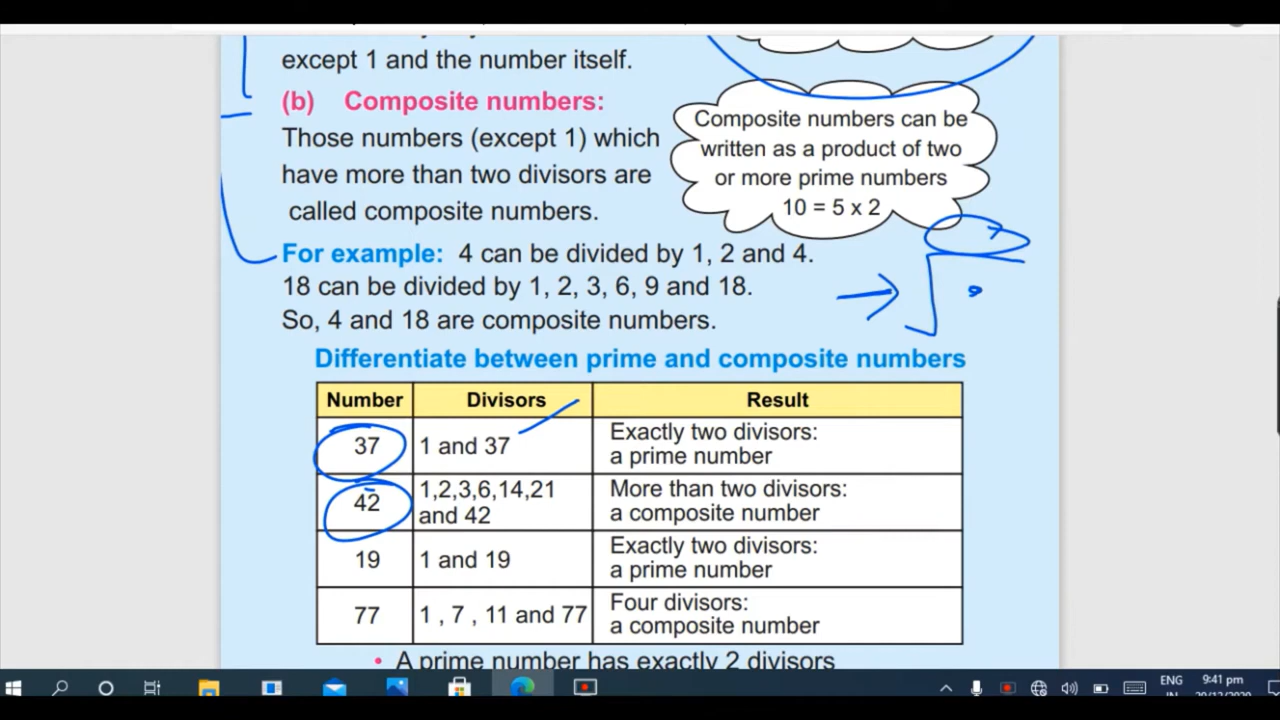 except 1 and the number itself.
(b) Composite numbers:
Those numbers (except 1) which
have more than two divisors are
called composite numbers.
Composite numbers can be
written as a product of two
or more prime numbers
10 = 5 x 2
For example: 4 can be divided by 1, 2 and 4.
18 can be divided by 1, 2, 3, 6, 9 and 18.
So, 4 and 18 are composite numbers.
Differentiate between prime and composite numbers
Number Divisors Result
37 1 and 37 Exactly two divisors:
a prime number
42 1,2,3,6,14,21 More than two divisors:
and 42 a composite number
19 1 and 19 Exactly two divisors:
a prime number
77 1 , 7 , 11 and 77 Four divisors:
a composite number
• A prime number has exactly 2 divisors
ENG 9:41 pm
IN